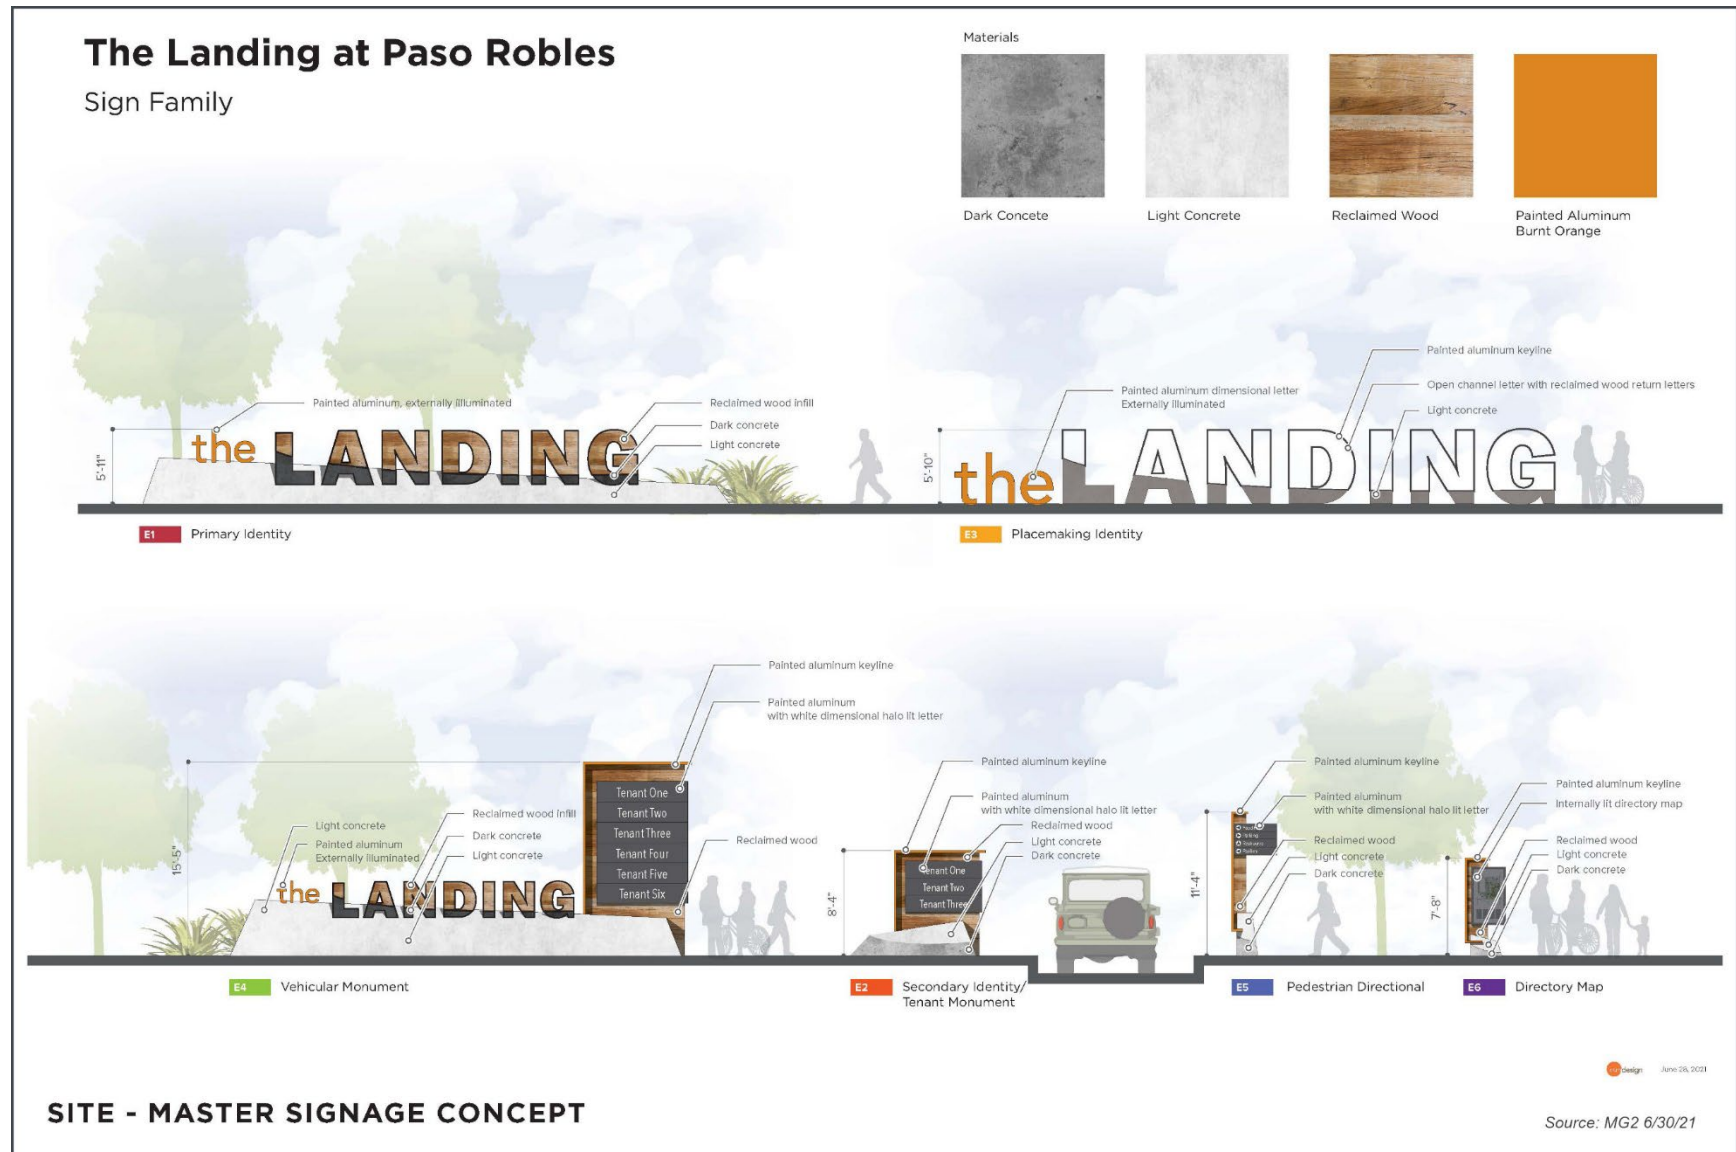 The Landing at Paso Robles
Sign Family
Materials
Dark Concete
Light Concrete
Reclaimed Wood
Painted Aluminum
Burnt Orange
Painted aluminum, externally illluminated
Reclaimed wood infill
Dark concrete
Light concrete
5'-11"
the LANDING
E1 Primary Identity
Painted aluminum keyline
Open channel letter with reclaimed wood return letters
Light concrete
Painted aluminum dimensional letter
Externally illuminated
5'-10"
the LANDING
E3 Placemaking Identity
Painted aluminum keyline
Painted aluminum
with white dimensional halo lit letter
Reclaimed wood infill
Dark concrete
Light concrete
Light concrete
Painted aluminum
Externally illuminated
Reclaimed wood
15'-5"
the LANDING
Tenant One
Tenant Two
Tenant Three
Tenant Four
Tenant Five
Tenant Six
E4 Vehicular Monument
Painted aluminum keyline
Painted aluminum
with white dimensional halo lit letter
Reclaimed wood
Light concrete
Dark concrete
8'-4"
Tenant One
Tenant Two
Tenant Three
E2 Secondary Identity/
Tenant Monument
Painted aluminum keyline
Painted aluminum
with white dimensional halo lit letter
Reclaimed wood
Light concrete
Dark concrete
11'-4"
E5 Pedestrian Directional
Painted aluminum keyline
Internally lit directory map
Reclaimed wood
Light concrete
Dark concrete
7'-8"
E6 Directory Map
design
June 28, 2021
SITE - MASTER SIGNAGE CONCEPT
Source: MG2 6/30/21